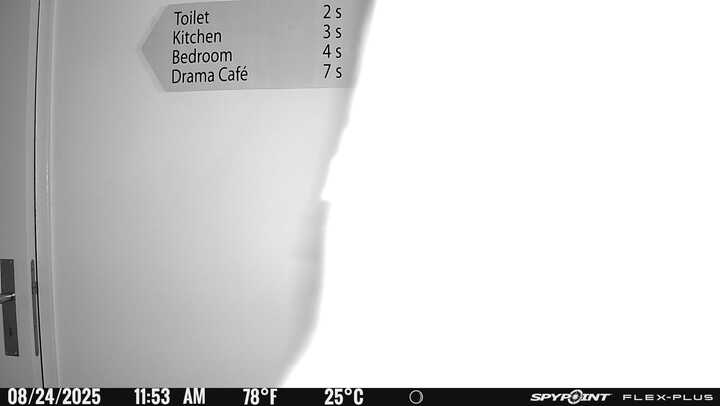 Toilet 2 s
Kitchen 3 s
Bedroom 4 s
Drama Café 7 s
08/24/2025 11:53 AM 78°F 25°C SPYPOINT FLEX-PLUS